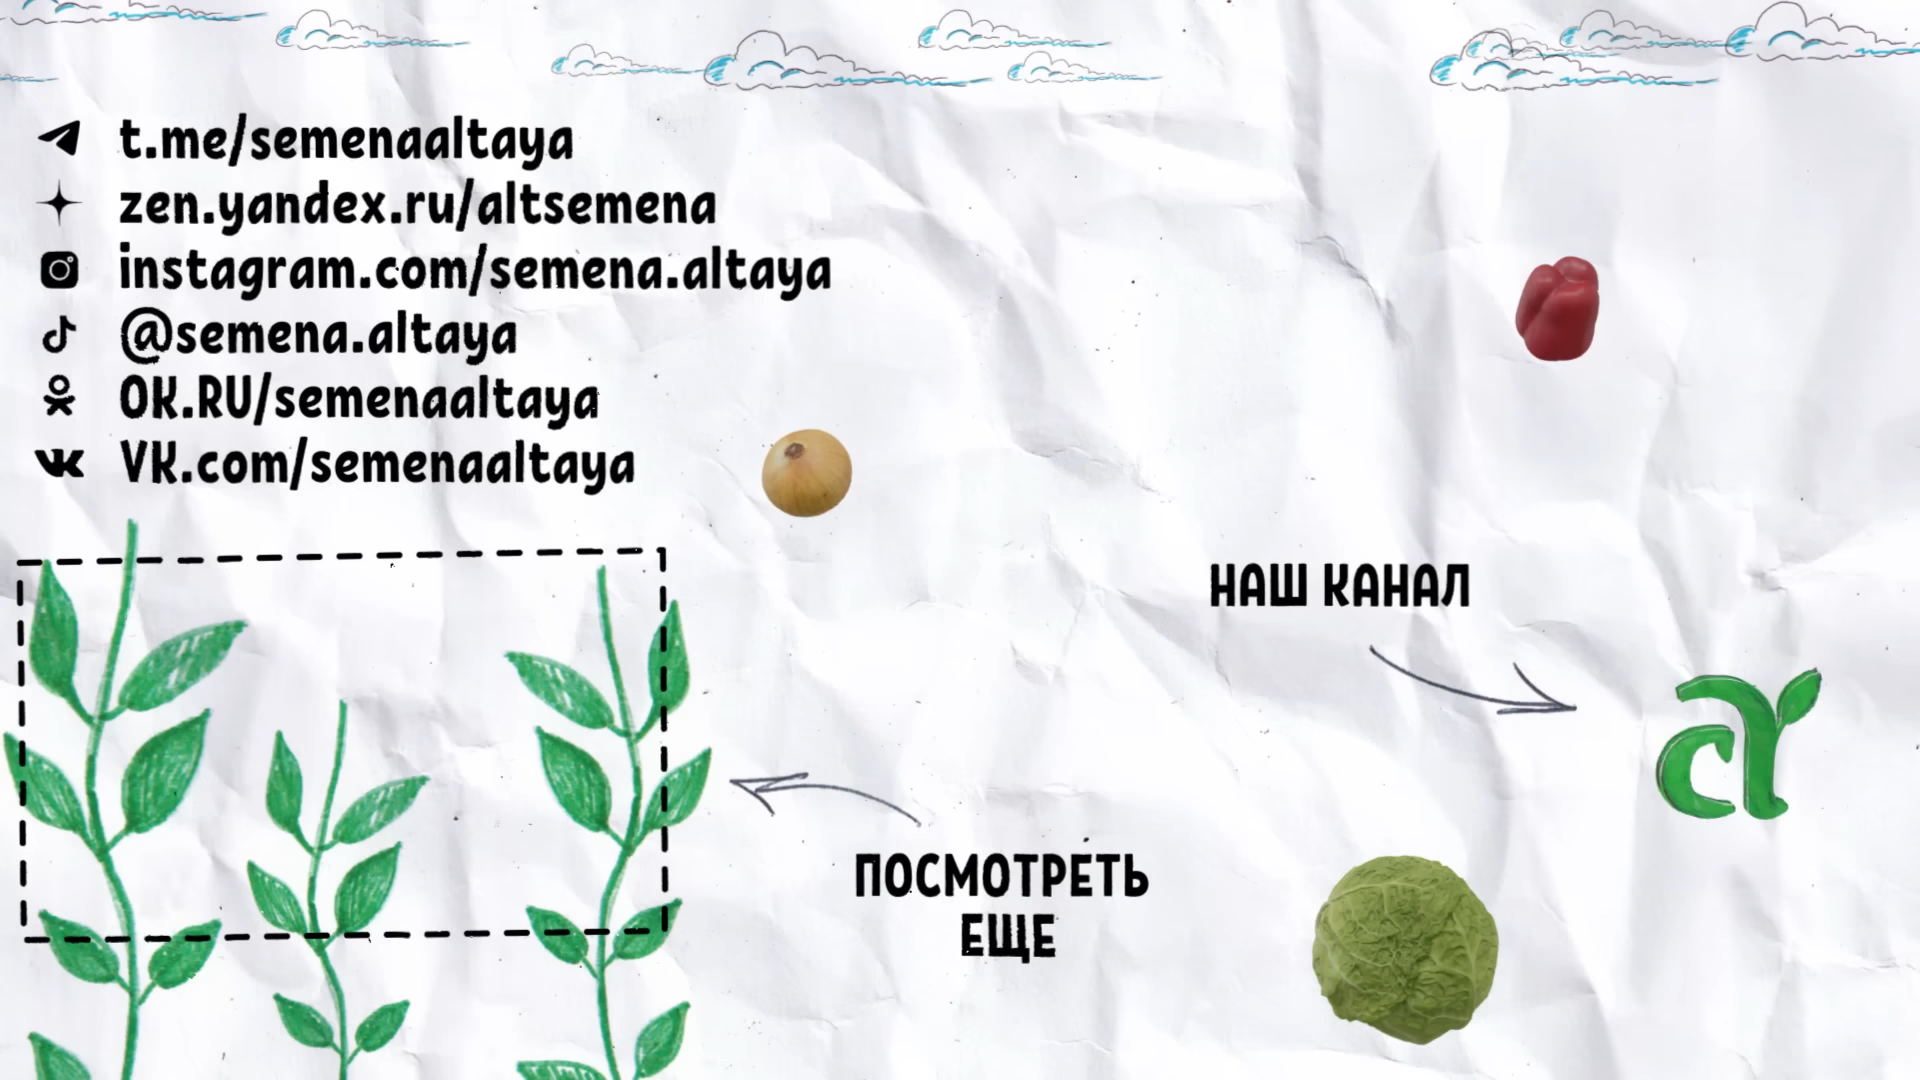 t.me/semenaaltaya
zen.yandex.ru/altsemena
instagram.com/semena.altaya
@semena.altaya
OK.RU/semenaaltaya
VK.com/semenaaltaya
НАШ КАНАЛ
ПОСМОТРЕТЬ
ЕЩЕ